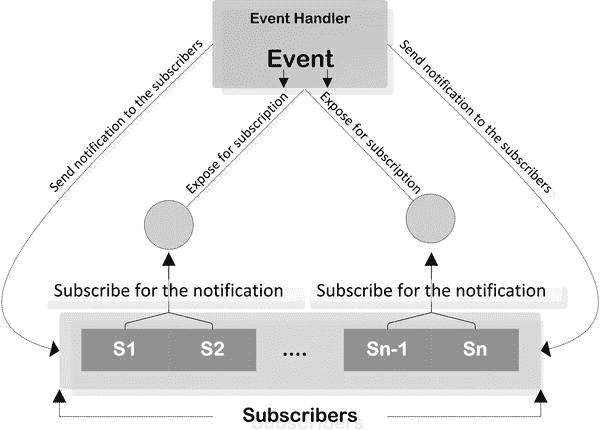 Event Handler
Event
Send notification to the subscribers
Expose for subscription
Expose for subscription
Send notification to the subscribers
Subscribe for the notification
Subscribe for the notification
S1
S2
....
Sn-1
Sn
Subscribers